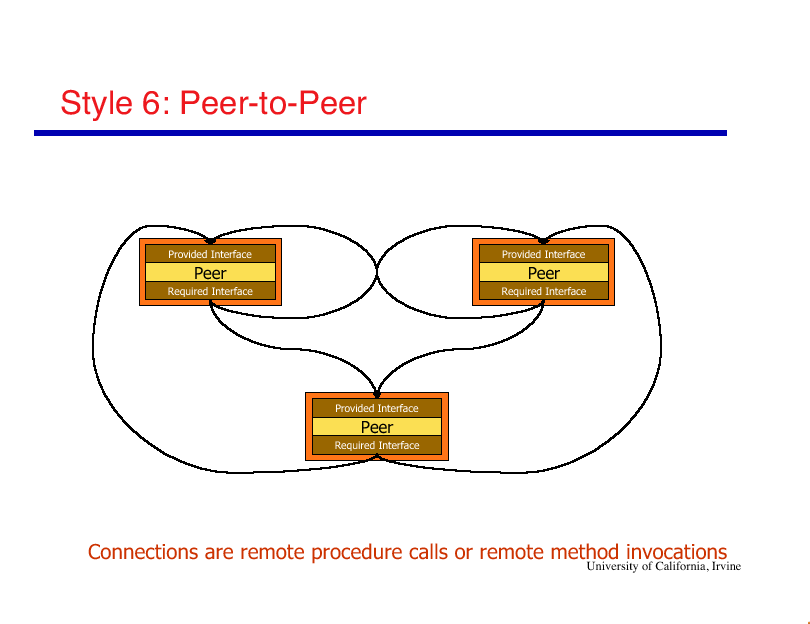 Style 6: Peer-to-Peer
Provided Interface
Peer
Required Interface
Provided Interface
Peer
Required Interface
Provided Interface
Peer
Required Interface
Connections are remote procedure calls or remote method invocations
University of California, Irvine